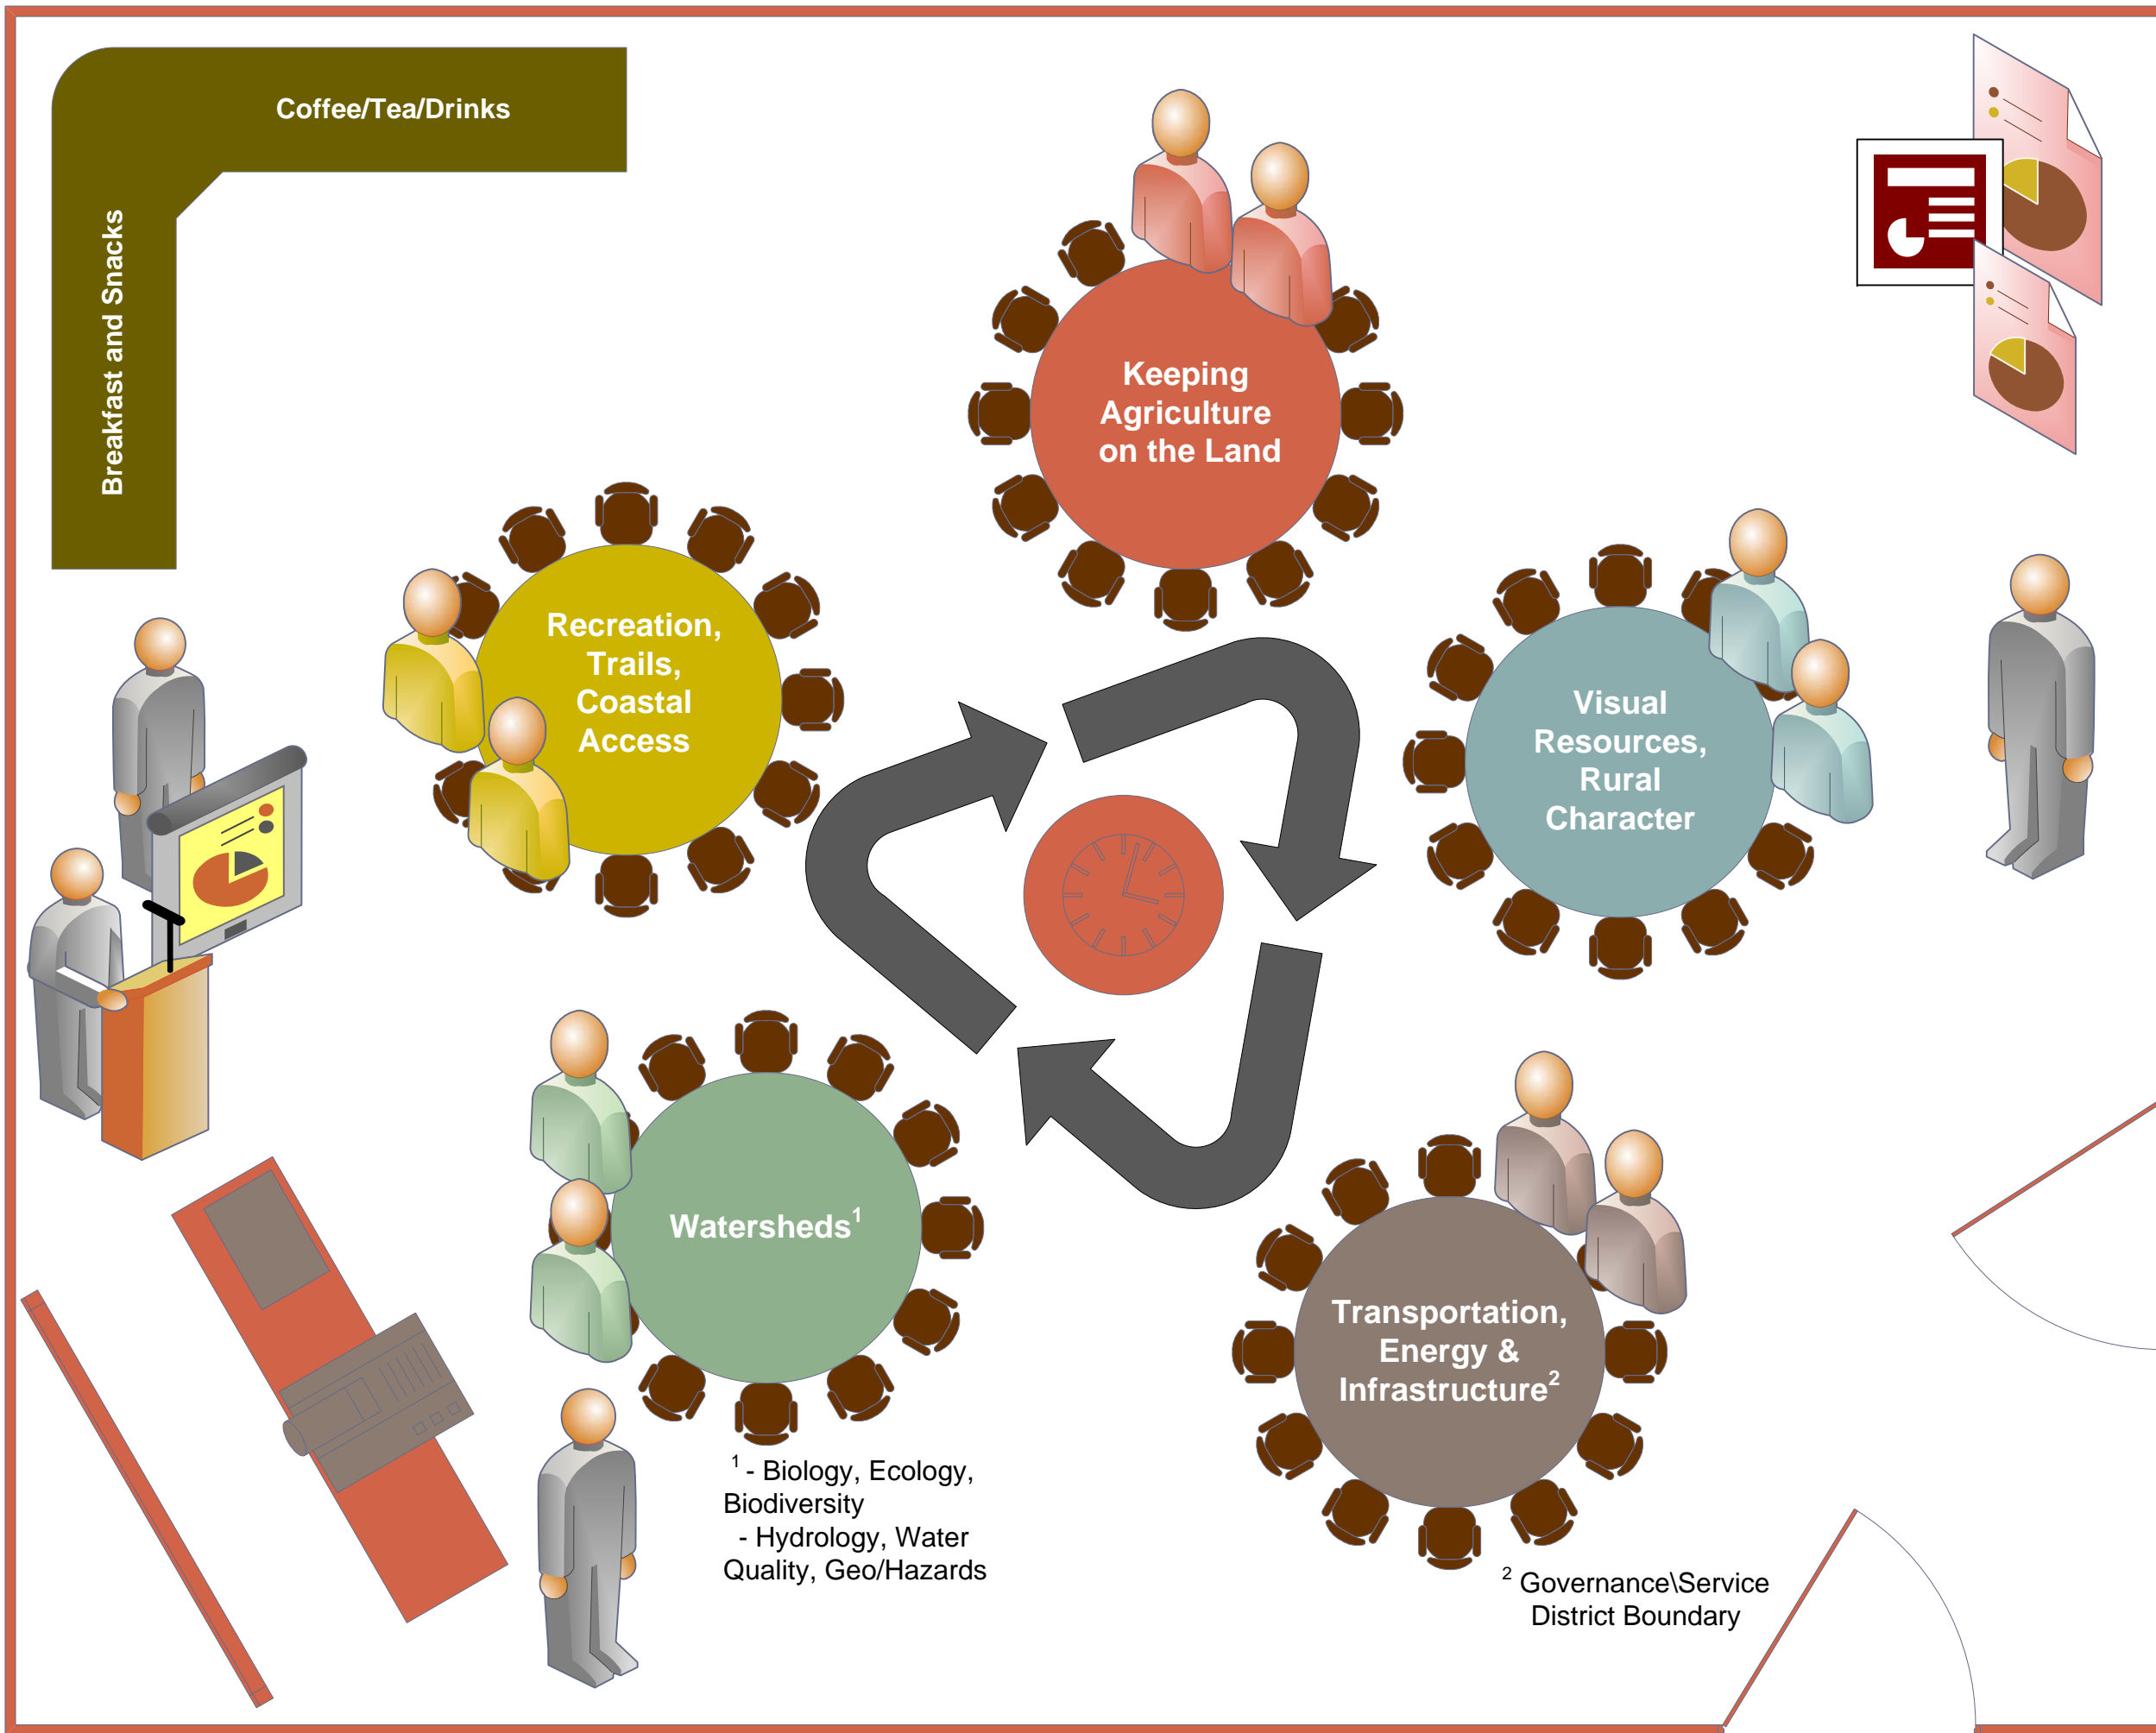 Coffee/Tea/Drinks
Breakfast and Snacks
Keeping
Agriculture
on the Land
Recreation,
Trails,
Coastal
Access
Visual
Resources,
Rural
Character
Watersheds¹
Transportation,
Energy &
Infrastructure²
¹ - Biology, Ecology,
Biodiversity
- Hydrology, Water
Quality, Geo/Hazards
² Governance\Service
District Boundary